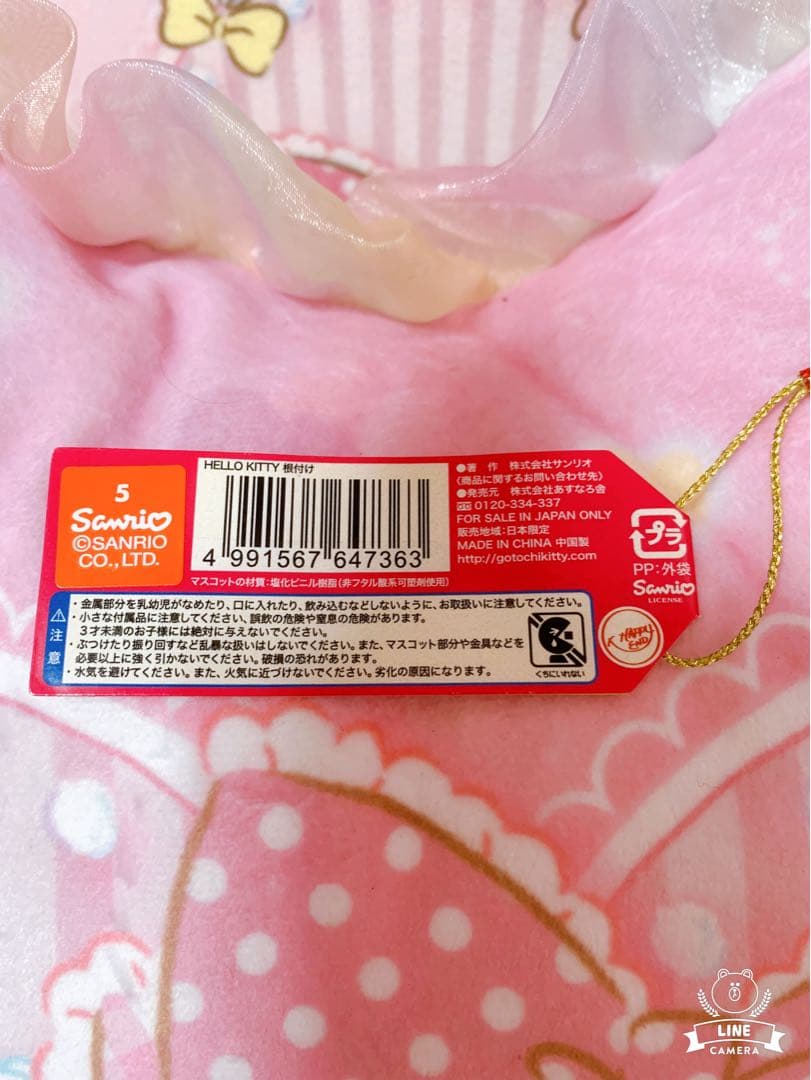 5
Sanrio
©SANRIO
CO., LTD.
HELLO KITTY 根付け
4 991567 647363
マスコットの材質：塩化ビニル樹脂（非フタル酸系可塑剤使用）
●著 作 株式会社サンリオ
〈商品に関するお問い合わせ先〉
●発売元 株式会社あすなろ舎
0120-334-337
FOR SALE IN JAPAN ONLY
販売地域：日本限定
MADE IN CHINA 中国製
http://gotochikitty.com
プラ
PP：外袋
Sanrio
LICENSE
K HAPPY
END
⚠注意
・金属部分を乳幼児がなめたり、口に入れたり、飲み込むなどしないように、お取扱いに注意してください。
・小さな付属品に注意してください、誤飲の危険や窒息の危険があります。
３才未満のお子様には絶対に与えないでください。
・ぶつけたり振り回すなど乱暴な扱いはしないでください。また、マスコット部分や金具などを
必要以上に強く引かないでください。破損の恐れがあります。
・水気を避けてください。また、火気に近づけないでください。劣化の原因になります。
くちにいれない
LINE
CAMERA